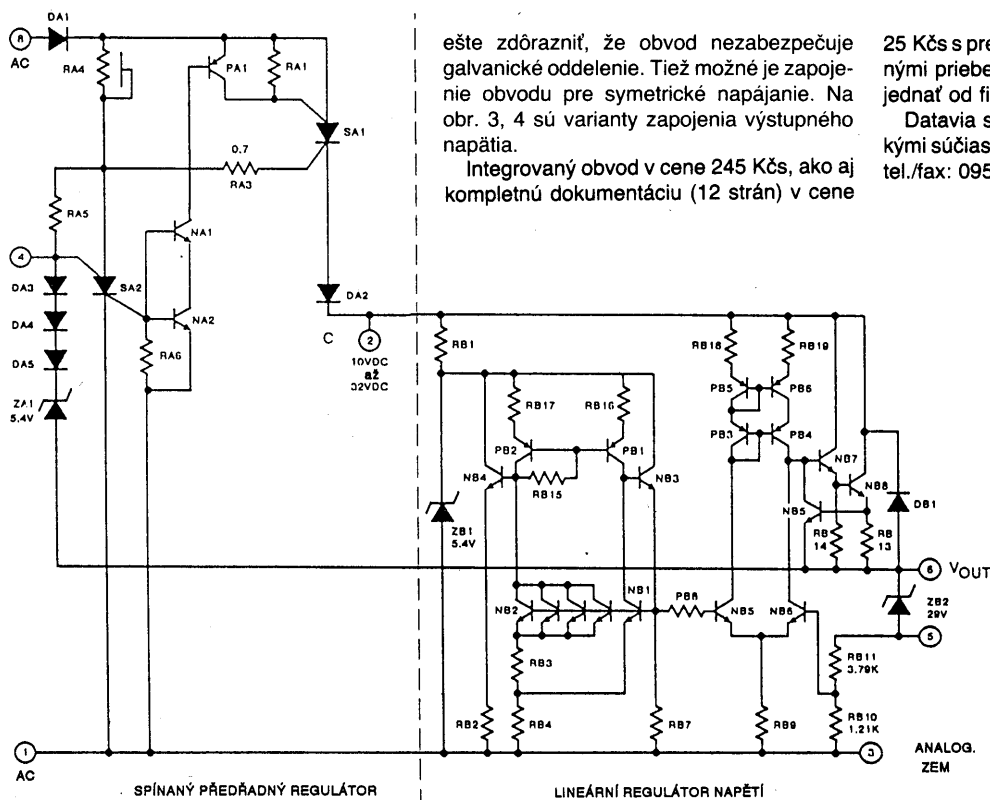 ešte zdôrazniť, že obvod nezabezpečuje
galvanické oddelenie. Tiež možné je zapoje-
nie obvodu pre symetrické napájanie. Na
obr. 3, 4 sú varianty zapojenia výstupného
napätia.
Integrovaný obvod v cene 245 Kčs, ako aj
kompletnú dokumentáciu (12 strán) v cene
25 Kčs s pre
nými priebe
jednať od fi
Datavia s
kými súčias
tel./fax: 095
DA1
8
AC
RA4
PA1
RA1
SA1
0.7
RA3
RA5
NA1
4
DA3
SA2
NA2
DA4
RA6
DA5
ZA1
5.4V
DA2
C
2
10VDC
až
32VDC
RB1
RB18
RB19
PB5
PB6
RB17
RB16
PB3
PB4
PB2
PB1
NB7
NB4
NB3
NB8
RB15
NB5
DB1
ZB1
5.4V
RB
14
RB
13
6
VOUT
NB2
NB1
PB8
NB5
NB6
ZB2
29V
5
RB3
RB11
3.79K
RB2
RB4
RB7
RB9
RB10
1.21K
1
AC
3
ANALOG.
ZEM
SPÍNANÝ PŘEDŘADNÝ REGULÁTOR
LINEÁRNÍ REGULÁTOR NAPĚTÍ